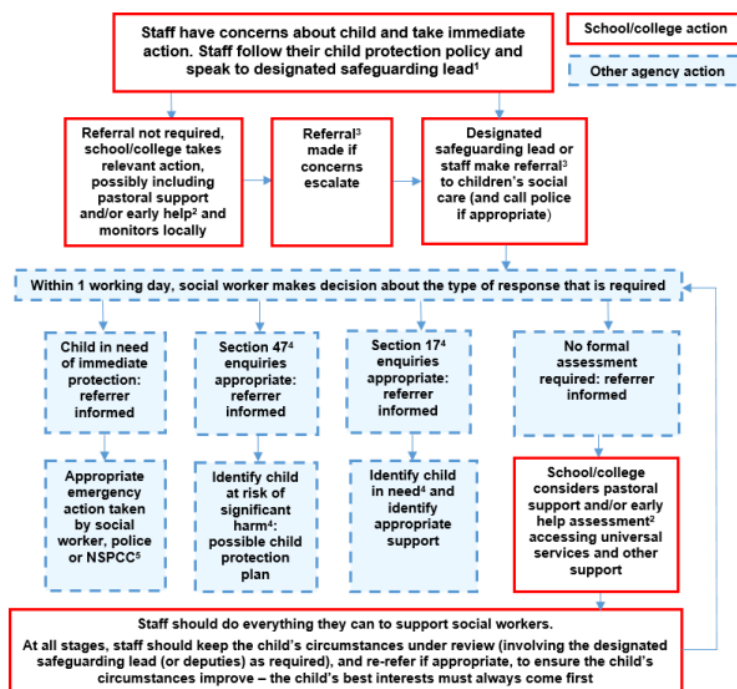 Staff have concerns about child and take immediate
action. Staff follow their child protection policy and
speak to designated safeguarding lead¹
School/college action
Other agency action
Referral not required,
school/college takes
relevant action,
possibly including
pastoral support
and/or early help² and
monitors locally
Referral³
made if
concerns
escalate
Designated
safeguarding lead or
staff make referral³
to children’s social
care (and call police
if appropriate)
Within 1 working day, social worker makes decision about the type of response that is required
Child in need
of immediate
protection:
referrer
informed
Section 47⁴
enquiries
appropriate:
referrer
informed
Section 17⁴
enquiries
appropriate:
referrer
informed
No formal
assessment
required: referrer
informed
Appropriate
emergency
action taken
by social
worker, police
or NSPCC⁵
Identify child
at risk of
significant
harm⁴:
possible child
protection
plan
Identify child
in need⁴ and
identify
appropriate
support
School/college
considers pastoral
support and/or early
help assessment²
accessing universal
services and other
support
Staff should do everything they can to support social workers.
At all stages, staff should keep the child’s circumstances under review (involving the designated
safeguarding lead (or deputies) as required), and re-refer if appropriate, to ensure the child’s
circumstances improve – the child’s best interests must always come first